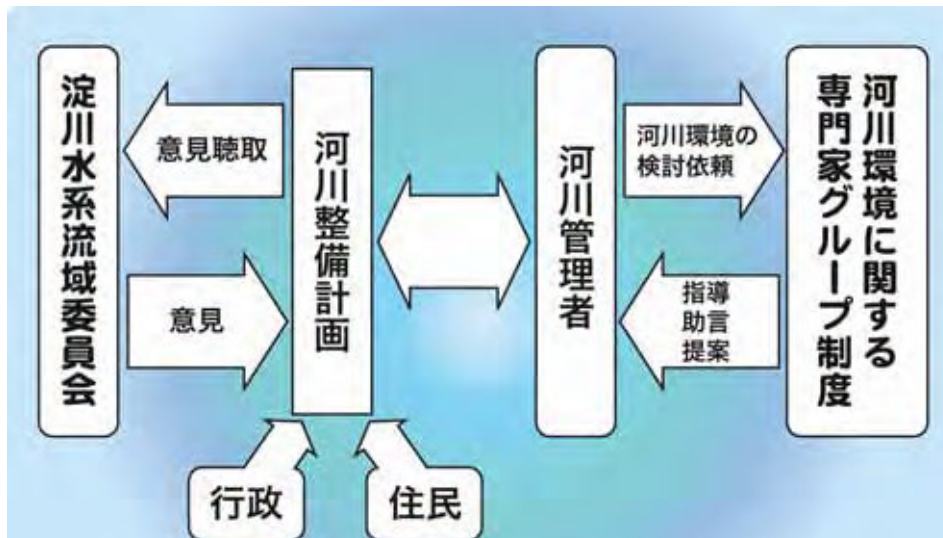 淀川水系流域委員会
意見聴取
意見
河川整備計画
行政
住民
河川管理者
河川環境の
検討依頼
指導
助言
提案
河川環境に関する
専門家グループ制度